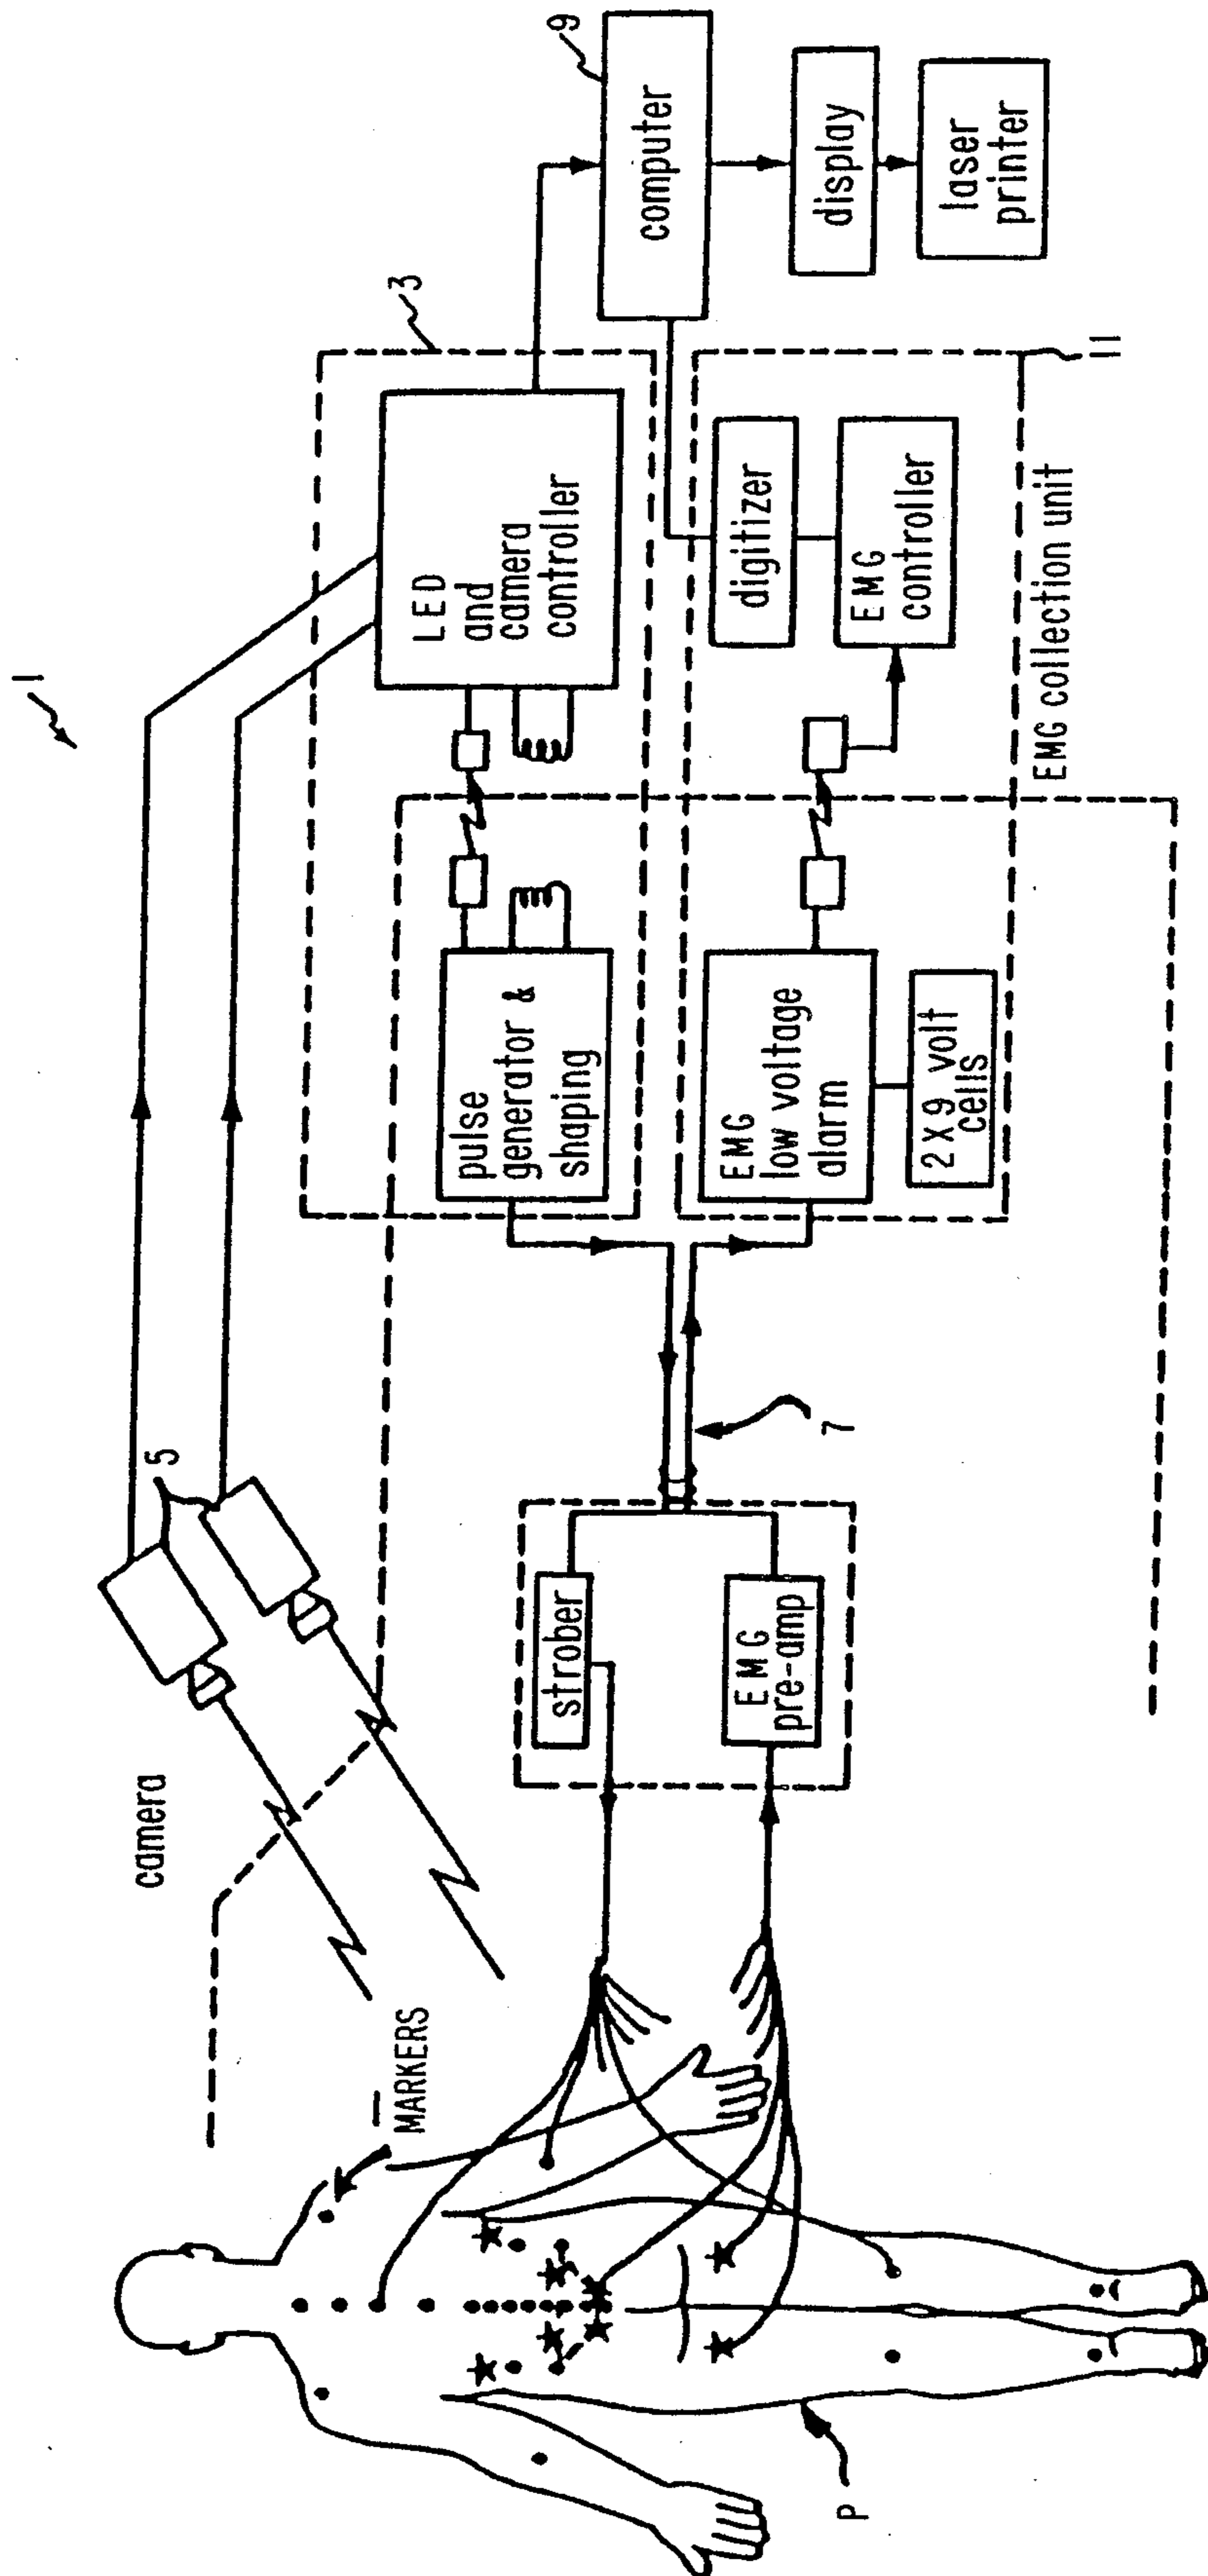 1
camera
5
MARKERS
P
strober
EMG
pre-amp
7
pulse
generator &
shaping
EMG
low voltage
alarm
2 X 9 volt
cells
LED
and
camera
controller
3
digitizer
EMG
controller
EMG collection unit
11
computer
9
display
laser
printer